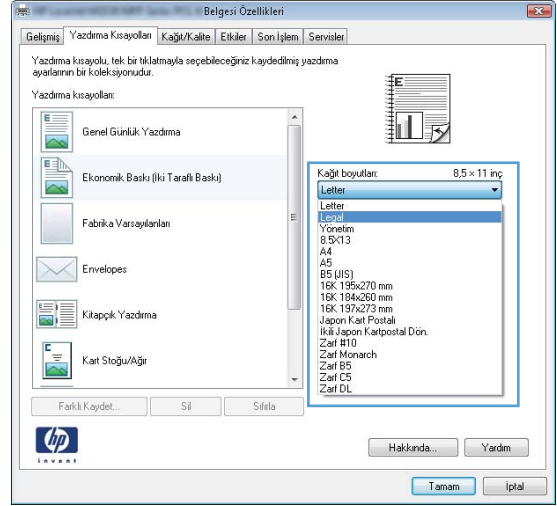 Belgesi Özellikleri
Gelişmiş
Yazdırma Kısayolları
Kağıt/Kalite
Etkiler
Son İşlem
Servisler
Yazdırma kısayolu, tek bir tıklatmayla seçebileceğiniz kaydedilmiş yazdırma
ayarlarının bir koleksiyonudur.
Yazdırma kısayolları:
Genel Günlük Yazdırma
Ekonomik Baskı (İki Taraflı Baskı)
Fabrika Varsayılanları
Envelopes
Kitapçık Yazdırma
Kart Stoğu/Ağır
Farklı Kaydet...
Sil
Sıfırla
Kağıt boyutları:
8,5 × 11 inç
Letter
Letter
Legal
Yönetim
8.5X13
A4
A5
B5 (JIS)
16K 195x270 mm
16K 184x260 mm
16K 197x273 mm
Japon Kart Postalı
İkili Japon Kartpostal Dön.
Zarf #10
Zarf Monarch
Zarf B5
Zarf C5
Zarf DL
hp
invent
Hakkında...
Yardım
Tamam
İptal